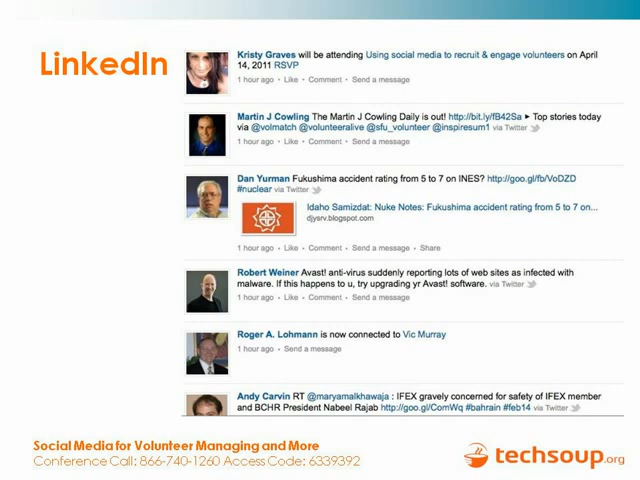 LinkedIn
Kristy Graves will be attending Using social media to recruit & engage volunteers on April
14, 2011 RSVP
1 hour ago • Like • Comment • Send a message
Martin J Cowling The Martin J Cowling Daily is out! http://bit.ly/fB42Sa ▸ Top stories today
via @volmatch @volunteeralive @sfu_volunteer @inspiresum1 via Twitter
1 hour ago • Like • Comment • Send a message
Dan Yurman Fukushima accident rating from 5 to 7 on INES? http://goo.gl/fb/VoDZD
#nuclear via Twitter
Idaho Samizdat: Nuke Notes: Fukushima accident rating from 5 to 7 on...
djysrv.blogspot.com
1 hour ago • Like • Comment • Send a message • Share
Robert Weiner Avast! anti-virus suddenly reporting lots of web sites as infected with
malware. If this happens to u, try upgrading yr Avast! software. via Twitter
1 hour ago • Like • Comment • Send a message
Roger A. Lohmann is now connected to Vic Murray
1 hour ago • Send a message
Andy Carvin RT @maryamalkhawaja : IFEX gravely concerned for safety of IFEX member
and BCHR President Nabeel Rajab http://goo.gl/ComWq #bahrain #feb14 via Twitter
Social Media for Volunteer Managing and More
Conference Call: 866-740-1260 Access Code: 6339392
techsoup.org